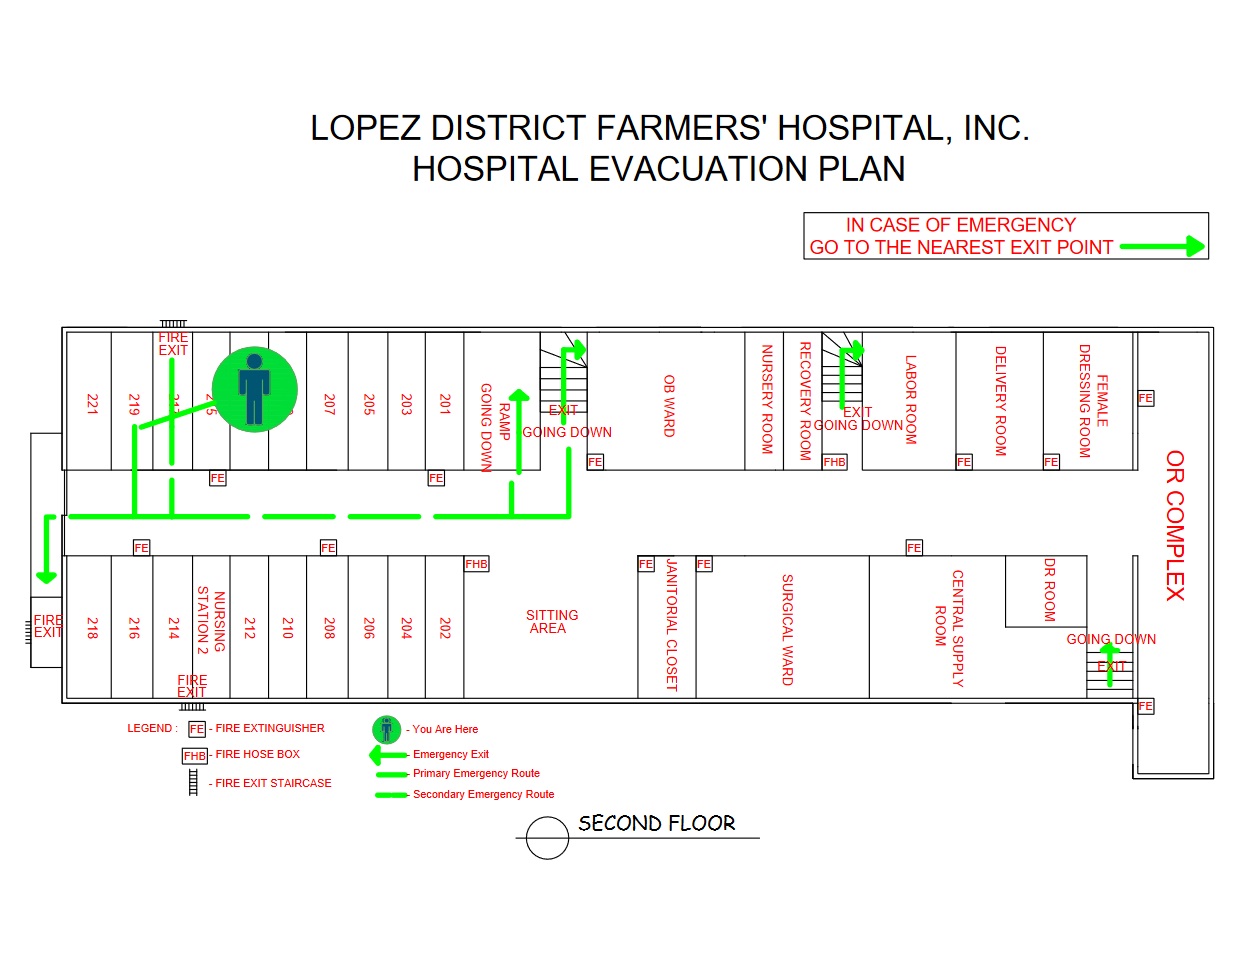 LOPEZ DISTRICT FARMERS' HOSPITAL, INC.
HOSPITAL EVACUATION PLAN
IN CASE OF EMERGENCY
GO TO THE NEAREST EXIT POINT
FIRE
EXIT
221
219
207
205
203
201
RAMP
GOING DOWN
EXIT
GOING DOWN
OB WARD
NURSERY ROOM
RECOVERY ROOM
EXIT
GOING DOWN
LABOR ROOM
DELIVERY ROOM
FEMALE
DRESSING ROOM
FE
FE
FHB
FE
FE
FE
FE
OR COMPLEX
FE
FE
FHB
FE
FE
FE
FIRE
EXIT
218
216
214
NURSING
STATION 2
212
210
208
206
204
202
SITTING
AREA
JANITORIAL CLOSET
SURGICAL WARD
CENTRAL SUPPLY
ROOM
DR ROOM
GOING DOWN
EXIT
FIRE
EXIT
FE
LEGEND :
FE - FIRE EXTINGUISHER
FHB - FIRE HOSE BOX
- FIRE EXIT STAIRCASE
- You Are Here
- Emergency Exit
- Primary Emergency Route
- Secondary Emergency Route
SECOND FLOOR